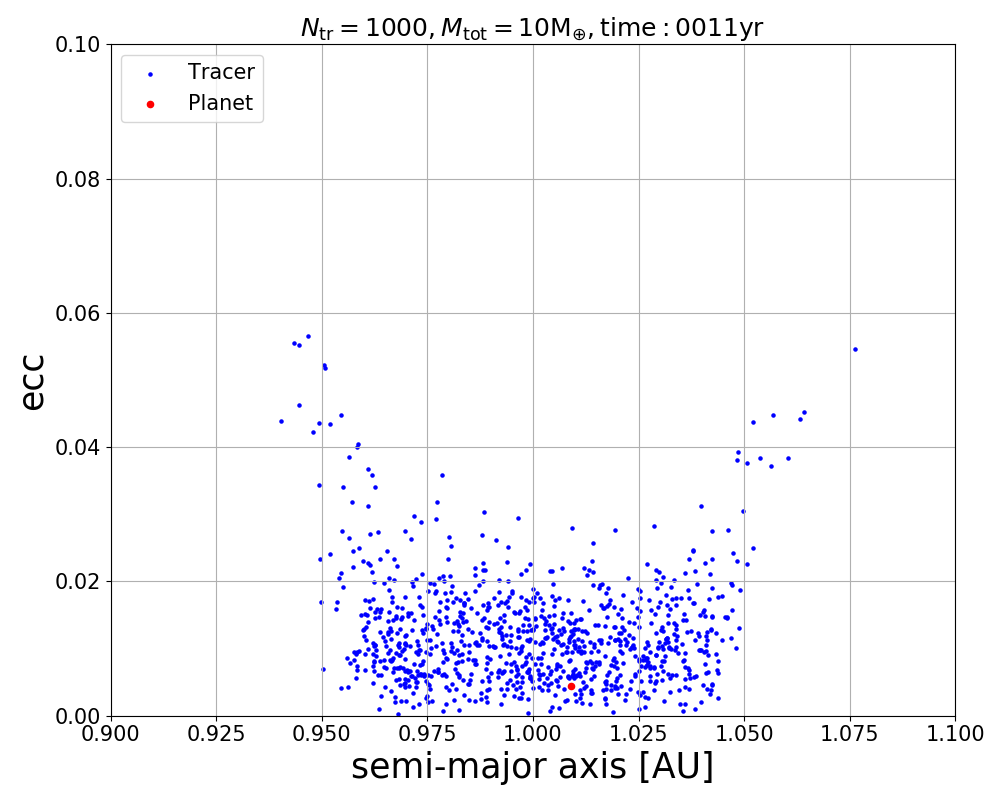 N_tr = 1000, M_tot = 10M_⊕, time : 0011yr
Tracer
Planet
0.10
0.08
0.06
0.04
0.02
0.00
ecc
0.900 0.925 0.950 0.975 1.000 1.025 1.050 1.075 1.100
semi-major axis [AU]